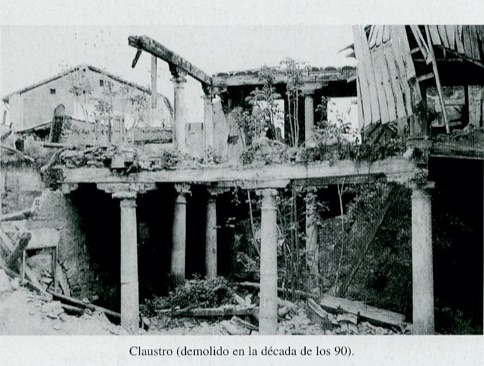 Claustro (demolido en la década de los 90).